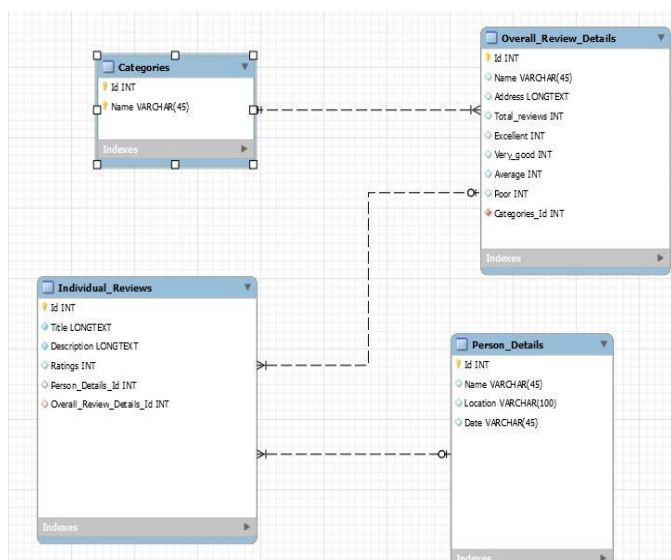 Categories
Id INT
Name VARCHAR(45)
Indexes
Overall_Review_Details
Id INT
Name VARCHAR(45)
Address LONGTEXT
Total_reviews INT
Excellent INT
Very_good INT
Average INT
Poor INT
Categories_Id INT
Indexes
Individual_Reviews
Id INT
Title LONGTEXT
Description LONGTEXT
Ratings INT
Person_Details_Id INT
Overall_Review_Details_Id INT
Indexes
Person_Details
Id INT
Name VARCHAR(45)
Location VARCHAR(100)
Date VARCHAR(45)
Indexes